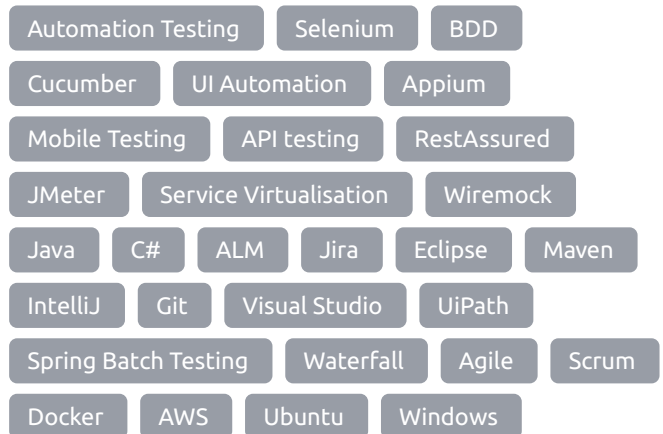 Automation Testing Selenium BDD
Cucumber UI Automation Appium
Mobile Testing API testing RestAssured
JMeter Service Virtualisation Wiremock
Java C# ALM Jira Eclipse Maven
IntelliJ Git Visual Studio UiPath
Spring Batch Testing Waterfall Agile Scrum
Docker AWS Ubuntu Windows